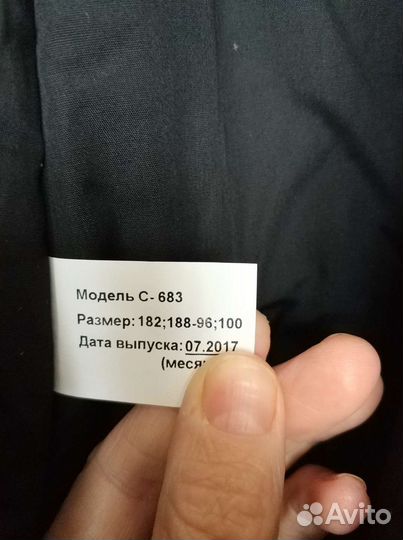 Модель С- 683
Размер: 182;188-96;100
Дата выпуска: 07.2017
Avito